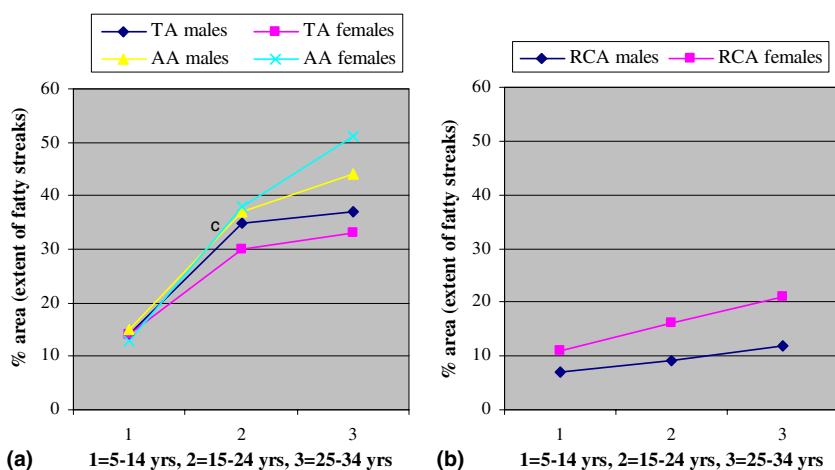 TA males TA females
AA males AA females
% area (extent of fatty streaks)
60
50
40
30
20
10
0
c
1 2 3
(a) 1=5-14 yrs, 2=15-24 yrs, 3=25-34 yrs
RCA males RCA females
% area (extent of fatty streaks)
60
50
40
30
20
10
0
1 2 3
(b) 1=5-14 yrs, 2=15-24 yrs, 3=25-34 yrs